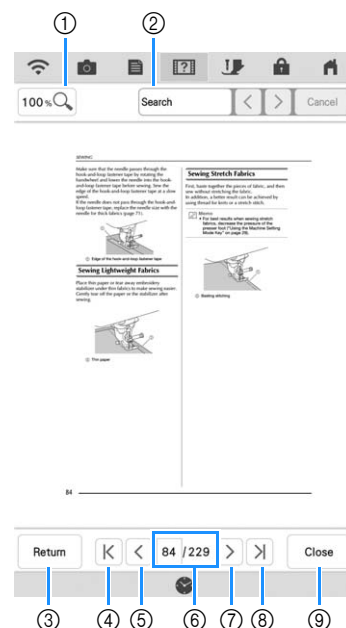 ① ②
100 % Search < > Cancel
SEWING
Make sure that the needle passes through the
hook-and-loop fastener tape by rotating the
handwheel and lower the needle into the hook-
and-loop fastener tape before sewing. Sew the
edge of the hook-and-loop fastener tape at a slow
speed.
If the needle does not pass through the hook-and-
loop fastener tape, replace the needle size with the
needle for thick fabrics (page 77).
① Edge of the hook-and-loop fastener tape
Sewing Lightweight Fabrics
Place thin paper or tear away embroidery
stabilizer under thin fabrics to make sewing easier.
Gently tear off the paper or the stabilizer after
sewing.
① Thin paper
Sewing Stretch Fabrics
First, baste together the pieces of fabric, and then
sew without stretching the fabric.
In addition, a better result can be achieved by
using thread for knits or a stretch stitch.
Memo
• For best results when sewing stretch
fabrics, decrease the pressure of the
presser foot ("Using the Machine Setting
Mode Key" on page 29).
① Basting stitching
84
Return 84 / 229 Close
③ ④ ⑤ ⑥ ⑦ ⑧ ⑨